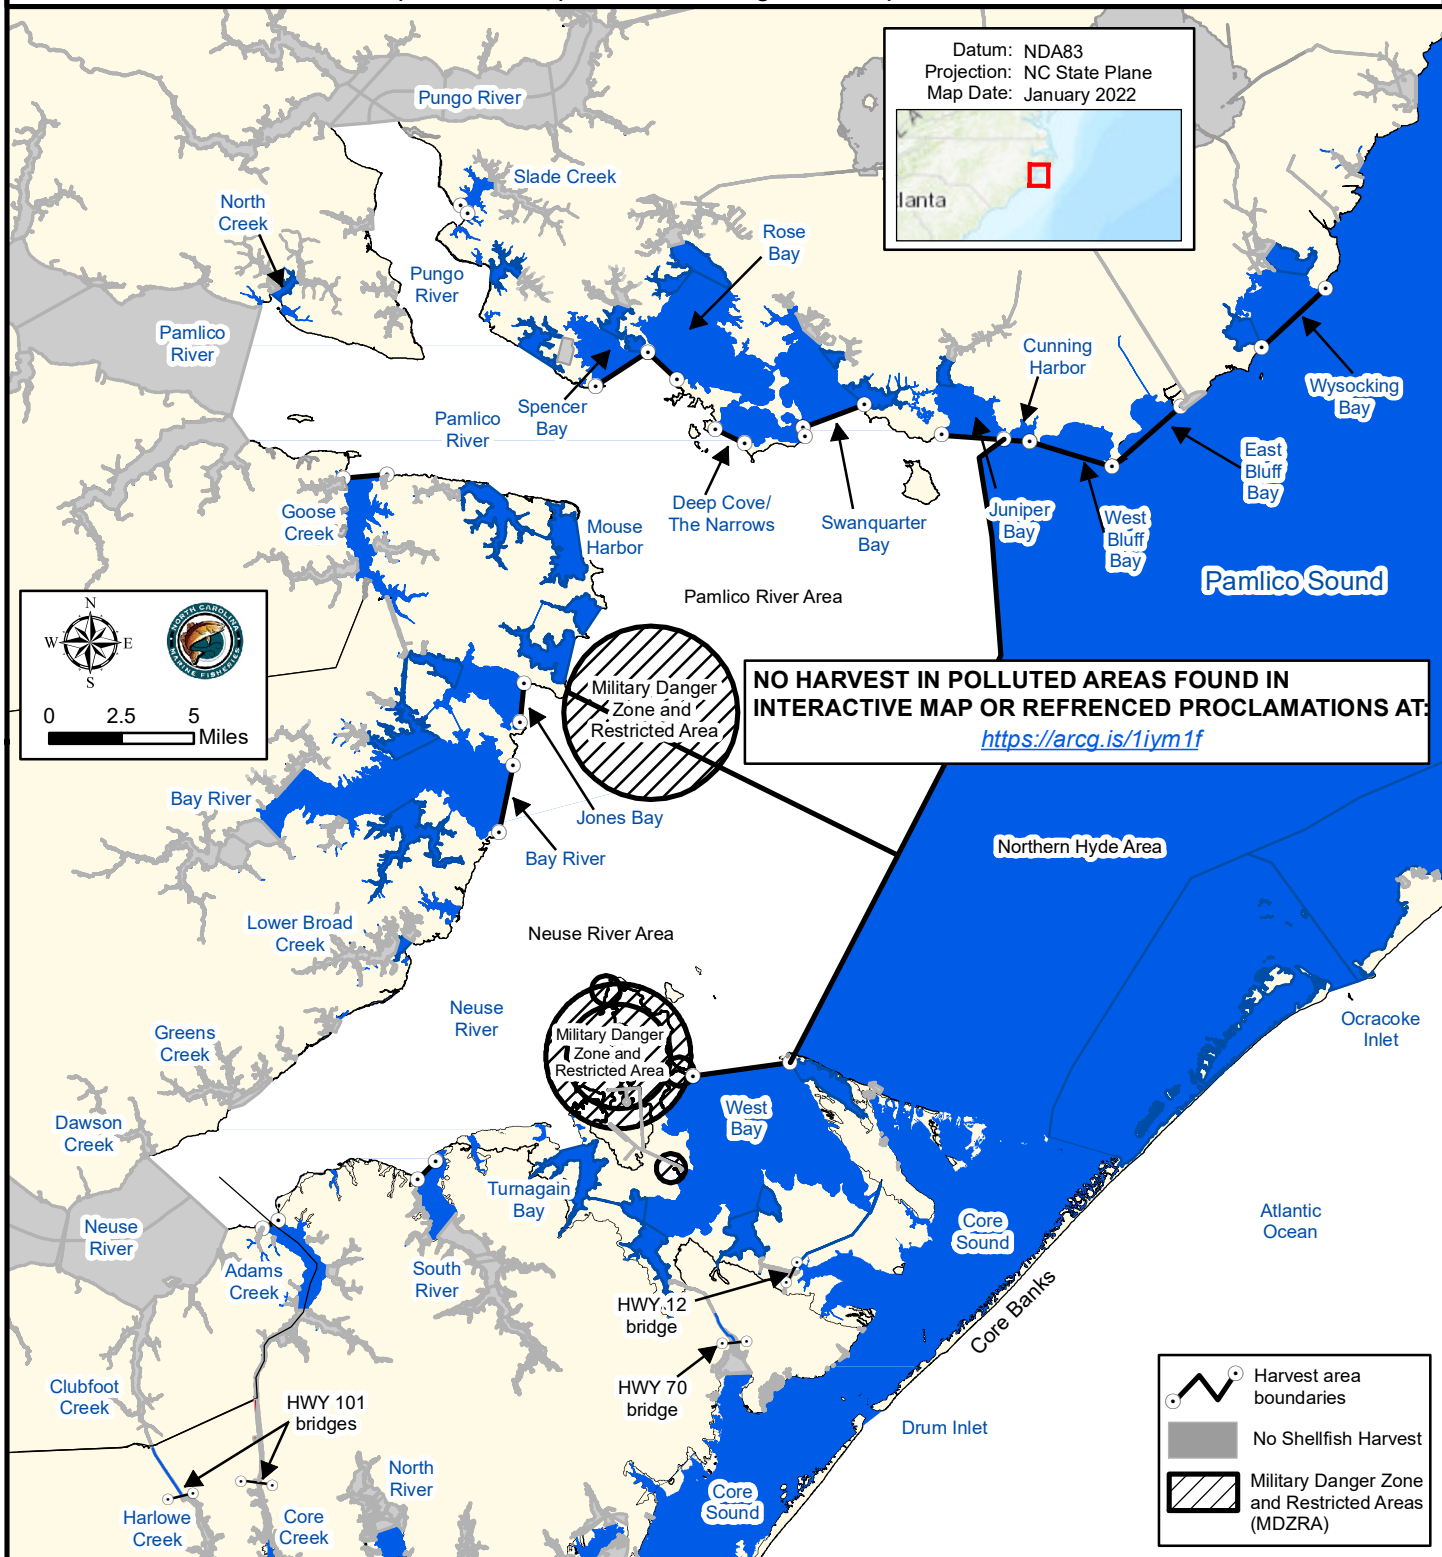 Datum: NDA83
Projection: NC State Plane
Map Date: January 2022
lanta
Pungo River
Slade Creek
North
Creek
Rose
Bay
Pungo
River
Pamlico
River
Cunning
Harbor
Wysocking
Bay
Spencer
Bay
Pamlico
River
East
Bluff
Bay
Deep Cove/
The Narrows
Swanquarter
Bay
Juniper
Bay
West
Bluff
Bay
Goose
Creek
Mouse
Harbor
Pamlico Sound
Pamlico River Area
N
W E
S
NORTH CAROLINA
MARINE FISHERIES
0 2.5 5
Miles
Military Danger
Zone and
Restricted Area
NO HARVEST IN POLLUTED AREAS FOUND IN
INTERACTIVE MAP OR REFRENCED PROCLAMATIONS AT:
https://arcg.is/1iym1f
Bay River
Jones Bay
Bay River
Northern Hyde Area
Lower Broad
Creek
Neuse River Area
Neuse
River
Greens
Creek
Military Danger
Zone and
Restricted Area
Ocracoke
Inlet
Dawson
Creek
West
Bay
Turnagain
Bay
Neuse
River
Adams
Creek
South
River
Core
Sound
Atlantic
Ocean
HWY 12
bridge
Core Banks
HWY 70
bridge
Clubfoot
Creek
HWY 101
bridges
Drum Inlet
North
River
Harlowe
Creek
Core
Creek
Core
Sound
Harvest area
boundaries
No Shellfish Harvest
Military Danger Zone
and Restricted Areas
(MDZRA)